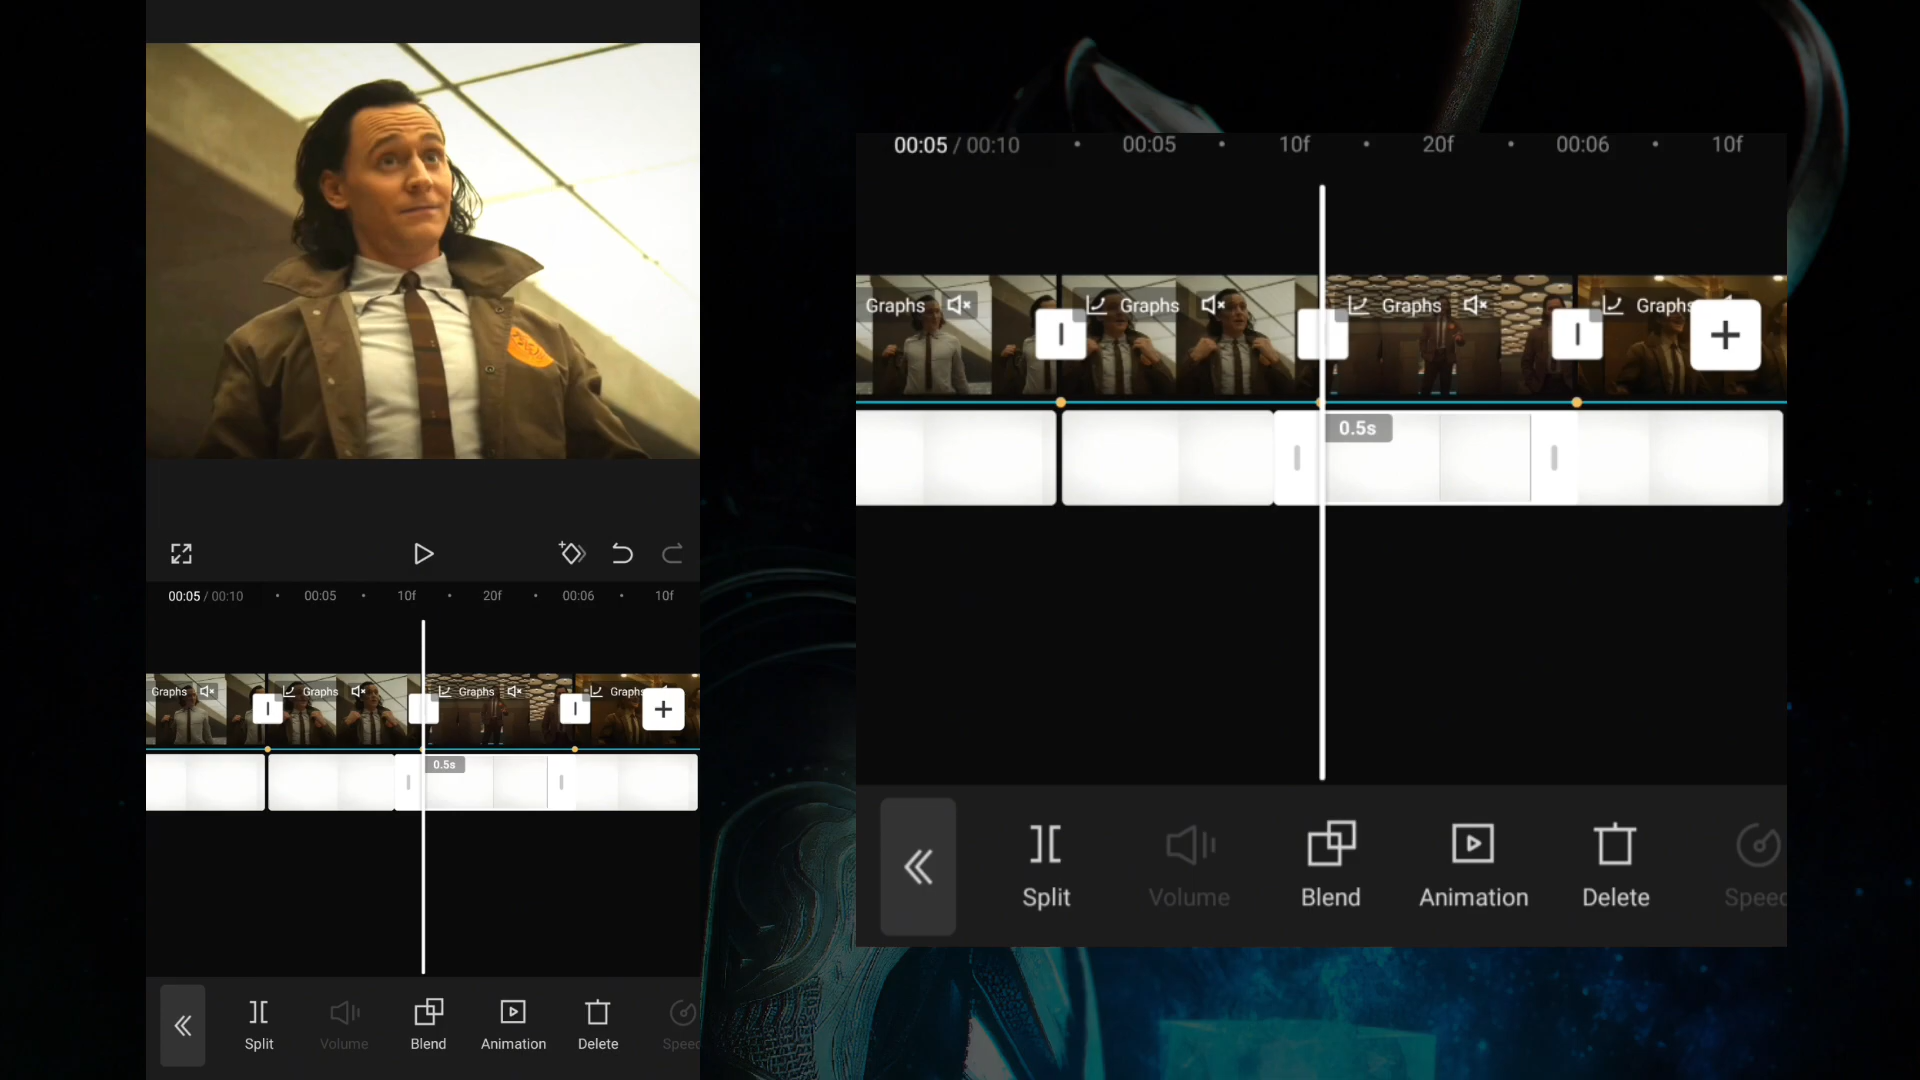 00:05 / 00:10 00:05 10f 20f 00:06 10f
Graphs Graphs Graphs Graphs
0.5s
Split Volume Blend Animation Delete Speed
00:05 / 00:10 00:05 10f 20f 00:06 10f
Graphs Graphs Graphs Graphs
0.5s
Split Volume Blend Animation Delete Speed